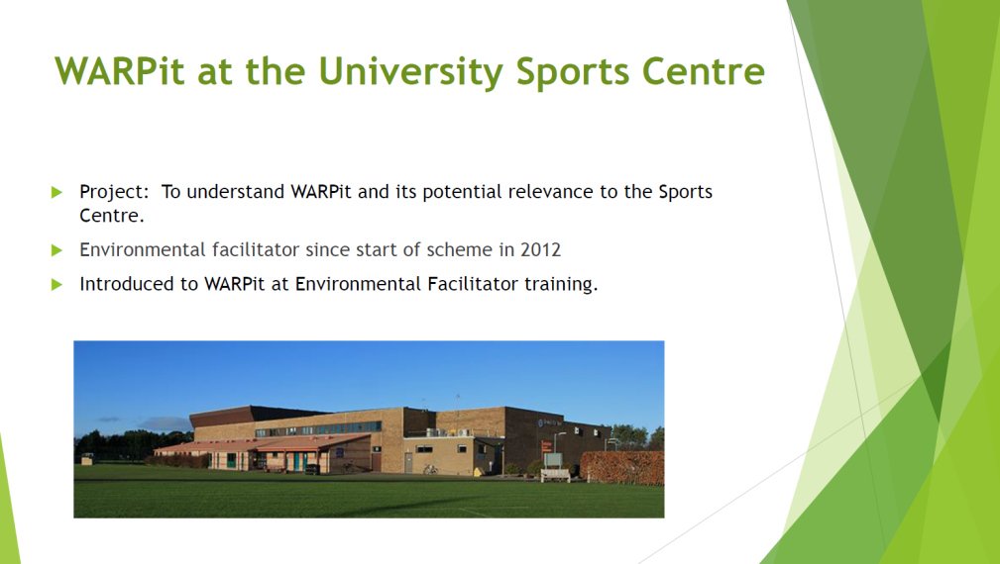 WARPit at the University Sports Centre
Project:  To understand WARPit and its potential relevance to the Sports
Centre.
Environmental facilitator since start of scheme in 2012
Introduced to WARPit at Environmental Facilitator training.